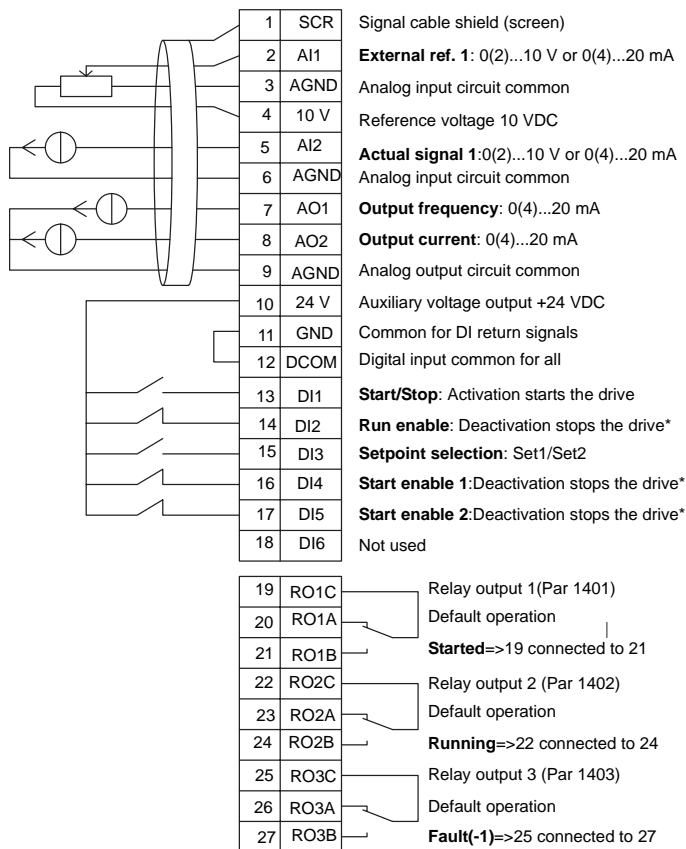 1 SCR Signal cable shield (screen)
2 AI1 External ref. 1: 0(2)...10 V or 0(4)...20 mA
3 AGND Analog input circuit common
4 10 V Reference voltage 10 VDC
5 AI2 Actual signal 1:0(2)...10 V or 0(4)...20 mA
6 AGND Analog input circuit common
7 AO1 Output frequency: 0(4)...20 mA
8 AO2 Output current: 0(4)...20 mA
9 AGND Analog output circuit common
10 24 V Auxiliary voltage output +24 VDC
11 GND Common for DI return signals
12 DCOM Digital input common for all
13 DI1 Start/Stop: Activation starts the drive
14 DI2 Run enable: Deactivation stops the drive*
15 DI3 Setpoint selection: Set1/Set2
16 DI4 Start enable 1:Deactivation stops the drive*
17 DI5 Start enable 2:Deactivation stops the drive*
18 DI6 Not used
19 RO1C Relay output 1(Par 1401)
20 RO1A Default operation
21 RO1B Started=>19 connected to 21
22 RO2C Relay output 2 (Par 1402)
23 RO2A Default operation
24 RO2B Running=>22 connected to 24
25 RO3C Relay output 3 (Par 1403)
26 RO3A Default operation
27 RO3B Fault(-1)=>25 connected to 27